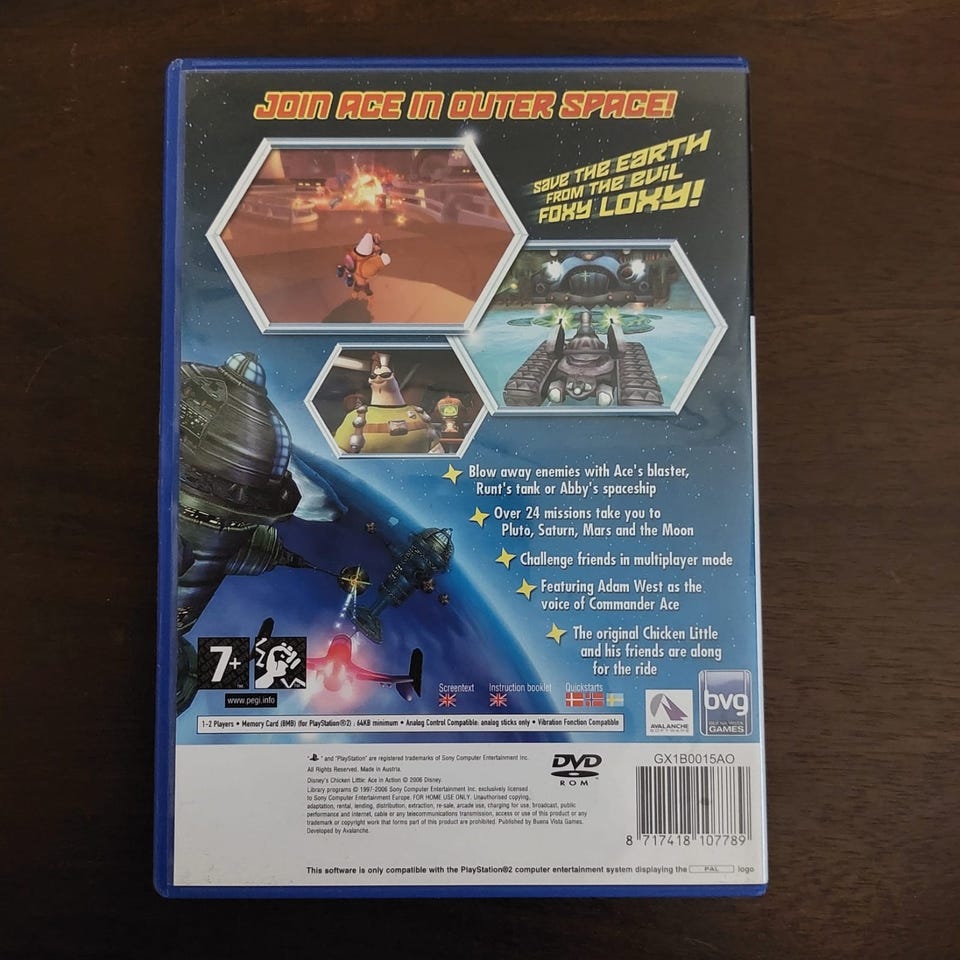 JOIN ACE IN OUTER SPACE!
SAVE THE EARTH
FROM THE EVIL
FOXY LOXY!
Blow away enemies with Ace's blaster,
Runt's tank or Abby's spaceship
Over 24 missions take you to
Pluto, Saturn, Mars and the Moon
Challenge friends in multiplayer mode
Featuring Adam West as the
voice of Commander Ace
The original Chicken Little
and his friends are along
for the ride
7+
www.pegi.info
Screentext
Instruction booklet
Quickstarts
1-2 Players • Memory Card (8MB) (for PlayStation®2) : 64KB minimum • Analog Control Compatible: analog sticks only • Vibration Function Compatible
AVALANCHE
SOFTWARE
bvg
BUENA VISTA
GAMES
" and "PlayStation" are registered trademarks of Sony Computer Entertainment Inc.
All Rights Reserved. Made in Austria.
Disney's Chicken Little: Ace in Action © 2006 Disney.
Library programs © 1997-2006 Sony Computer Entertainment Inc. exclusively licensed
to Sony Computer Entertainment Europe. FOR HOME USE ONLY. Unauthorised copying,
adaptation, rental, lending, distribution, extraction, re-sale, arcade use, charging for use, broadcast, public
performance and internet, cable or any telecommunications transmission, access or use of this product or any
trademark or copyright work that forms part of this product are prohibited. Published by Buena Vista Games.
Developed by Avalanche.
DVD
ROM
GX1B0015AO
8 717418 107789
This software is only compatible with the PlayStation®2 computer entertainment system displaying the PAL logo